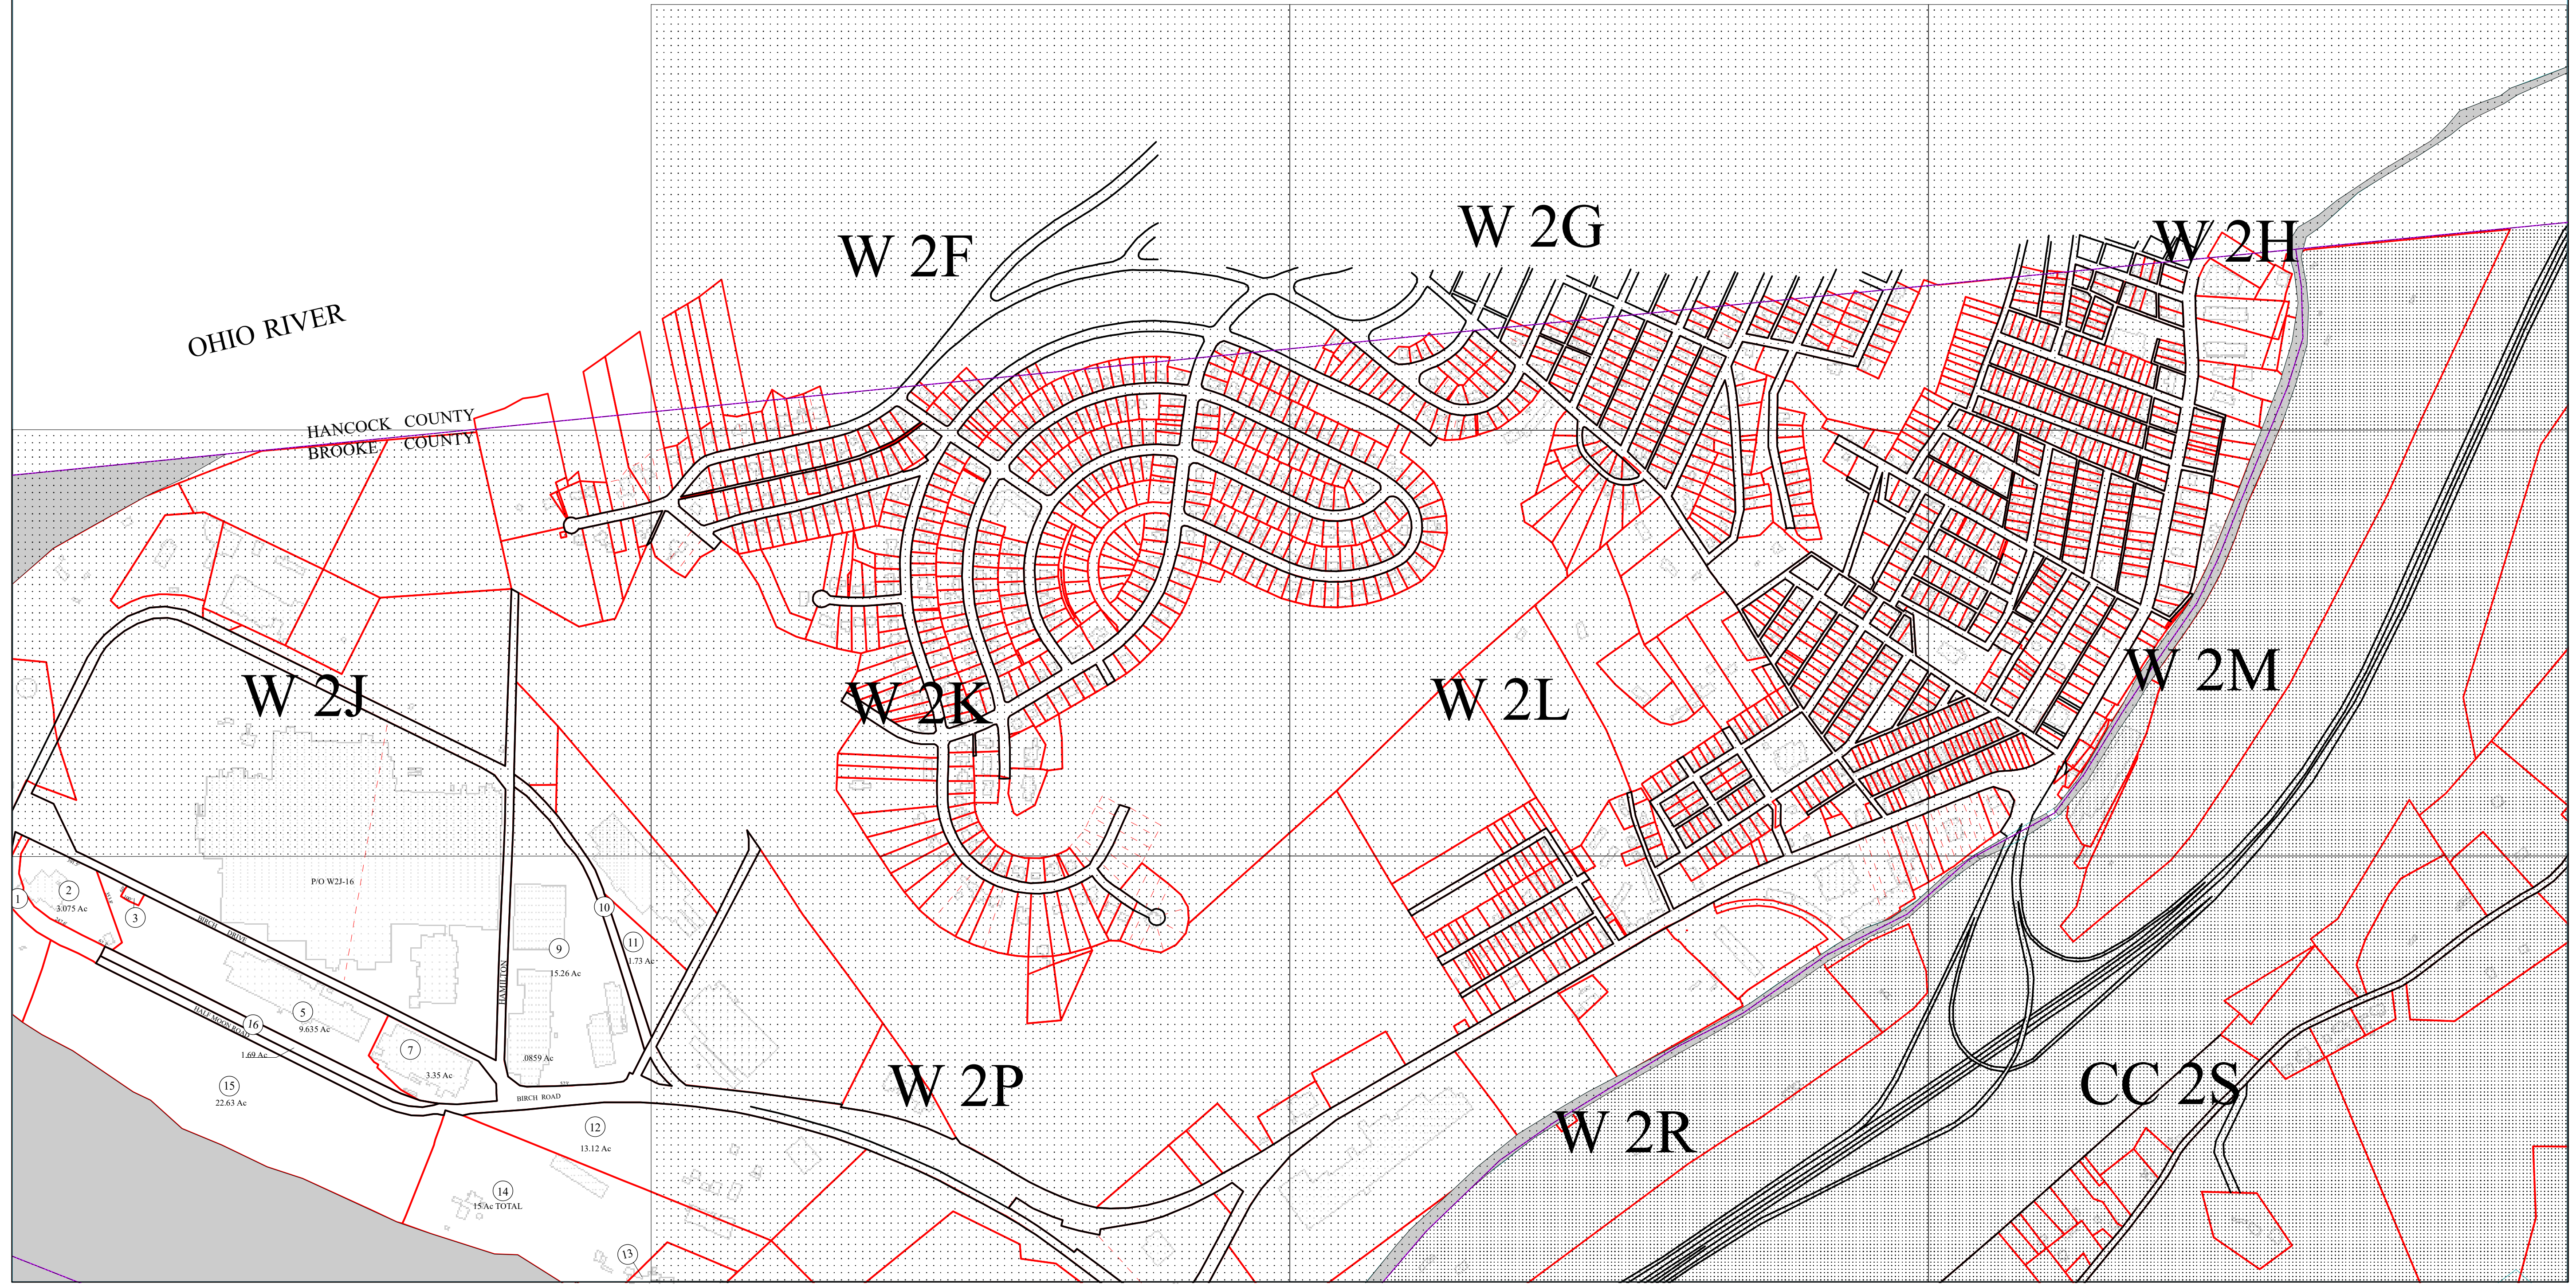 W 2G
W 2H
W 2F
OHIO RIVER
HANCOCK COUNTY
BROOKE COUNTY
W 2M
W 2J
W 2K
W 2L
P/O W2J-16
2
3.075 Ac
1
10
3
BIRCH DRIVE
11
1.73 Ac
9
15.26 Ac
HAMILTON
5
9.635 Ac
HALF MOON ROAD
16
1.69 Ac
7
3.35 Ac
.0859 Ac
15
22.63 Ac
BIRCH ROAD
W 2P
CC 2S
12
13.12 Ac
W 2R
14
15 Ac TOTAL
13